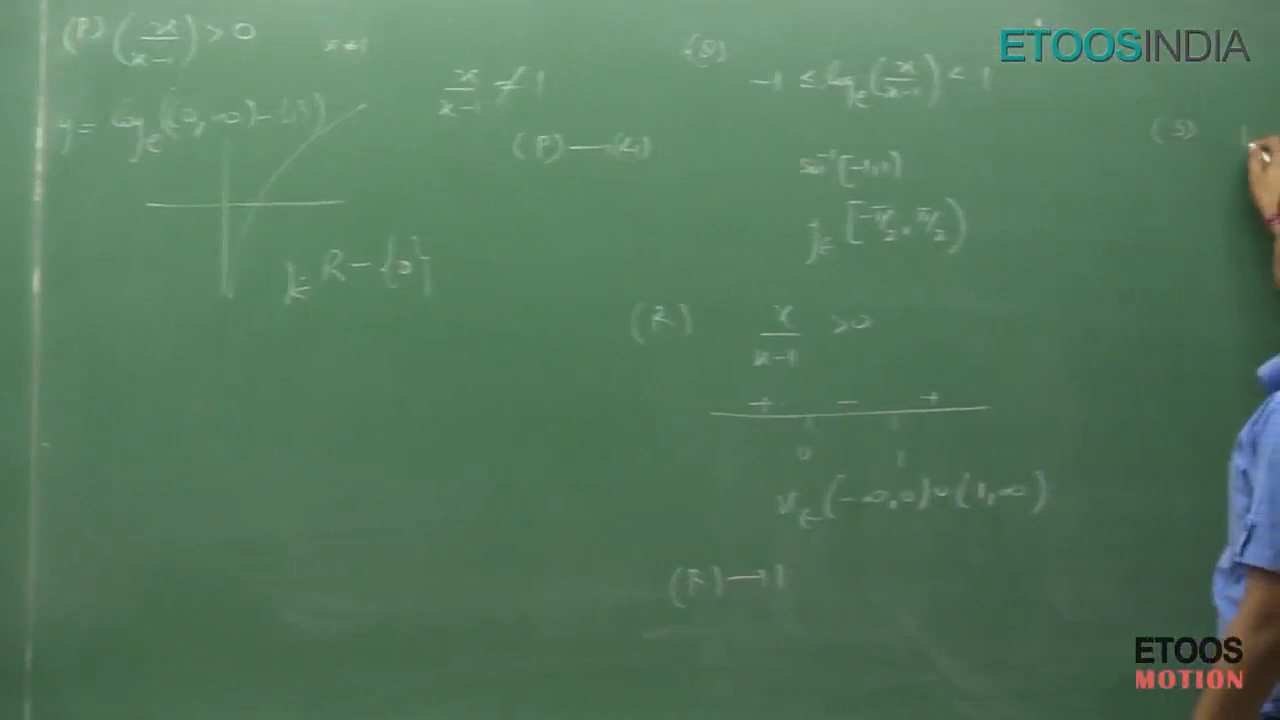 (P) (x/(x-1)) > 0 x≠1
y = log_e((0, ∞) - {1})
x/(x-1) ≠ 1
(P) → (4)
y ∈ R - {0}
-1 ≤ log_e(x/(x-1)) < 1
sin⁻¹[-1,1)
y ∈ [-π/2, π/2)
(R) x/(x-1) > 0
+ - +
0 1
x ∈ (-∞,0) ∪ (1,∞)
(R) → 1
(S)
ETOOSINDIA
ETOOS
MOTION